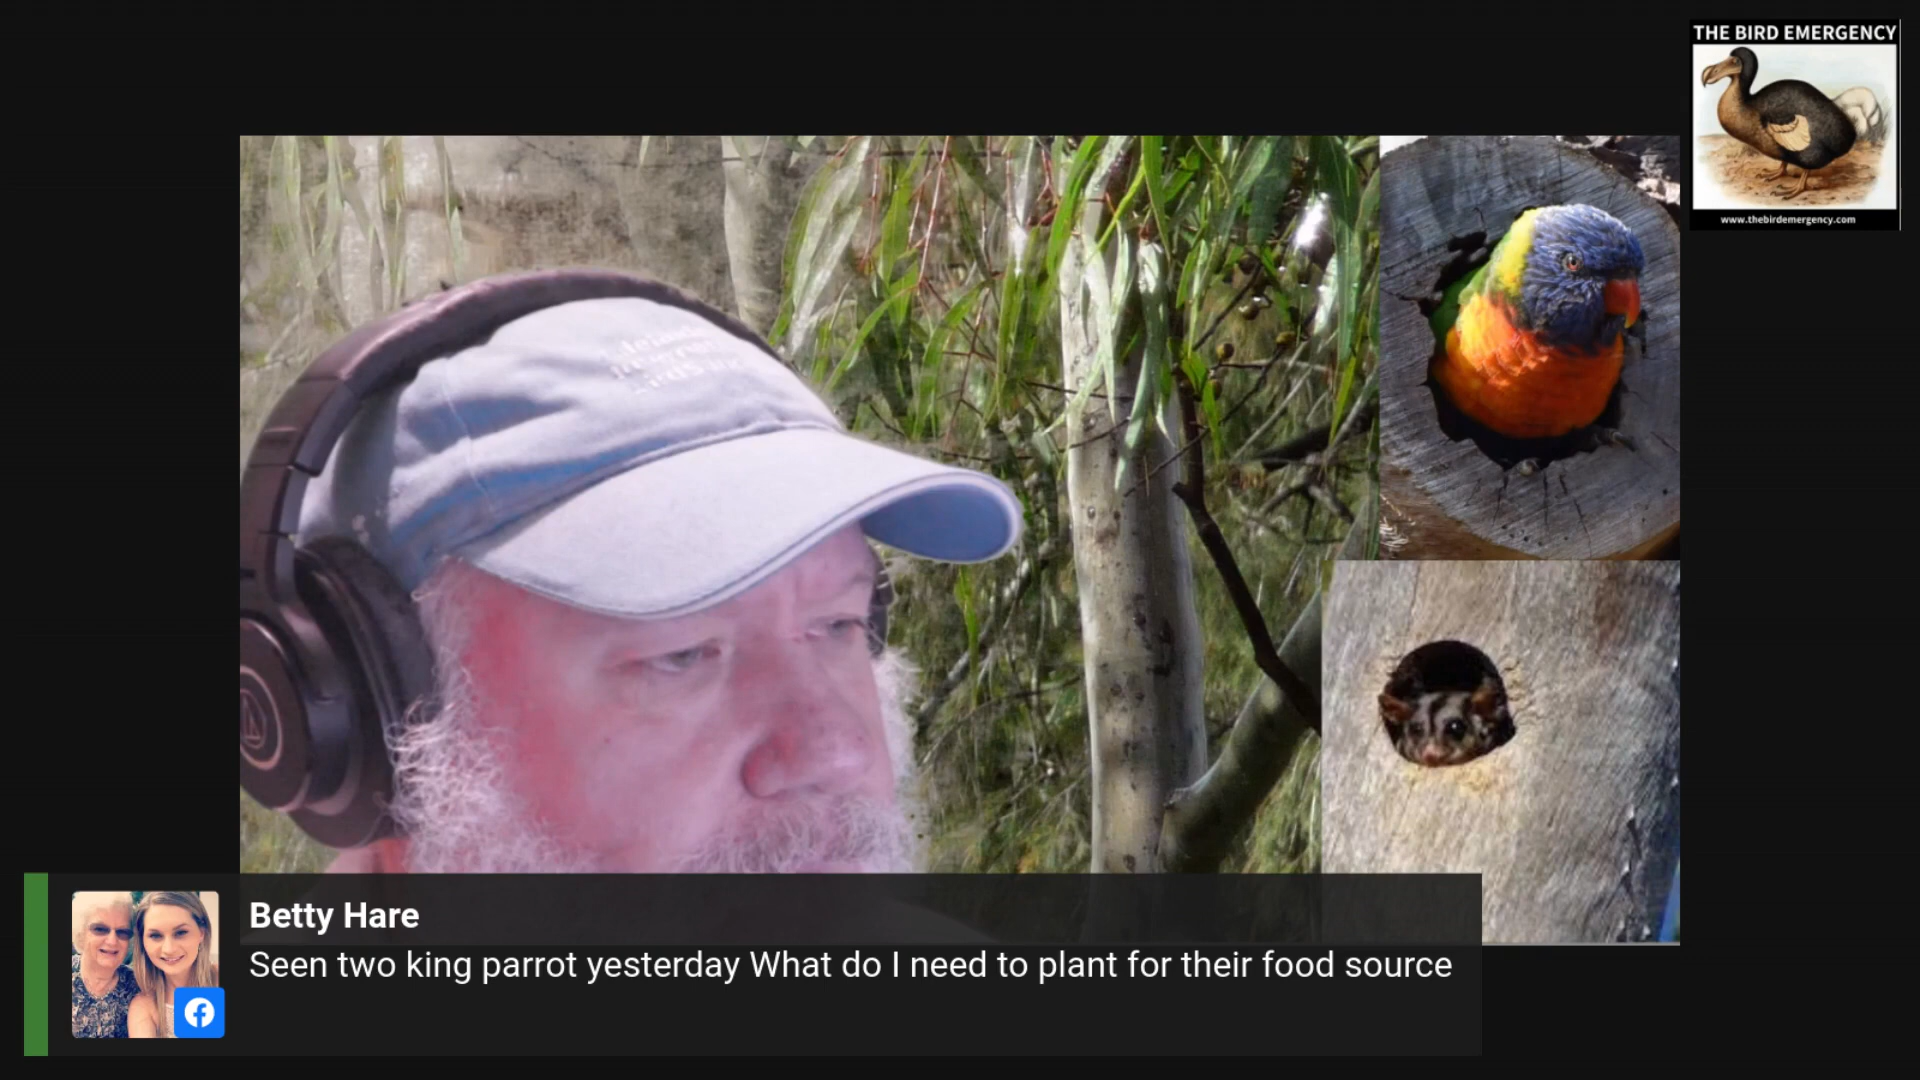 THE BIRD EMERGENCY
www.thebirdemergency.com
Betty Hare
Seen two king parrot yesterday What do I need to plant for their food source